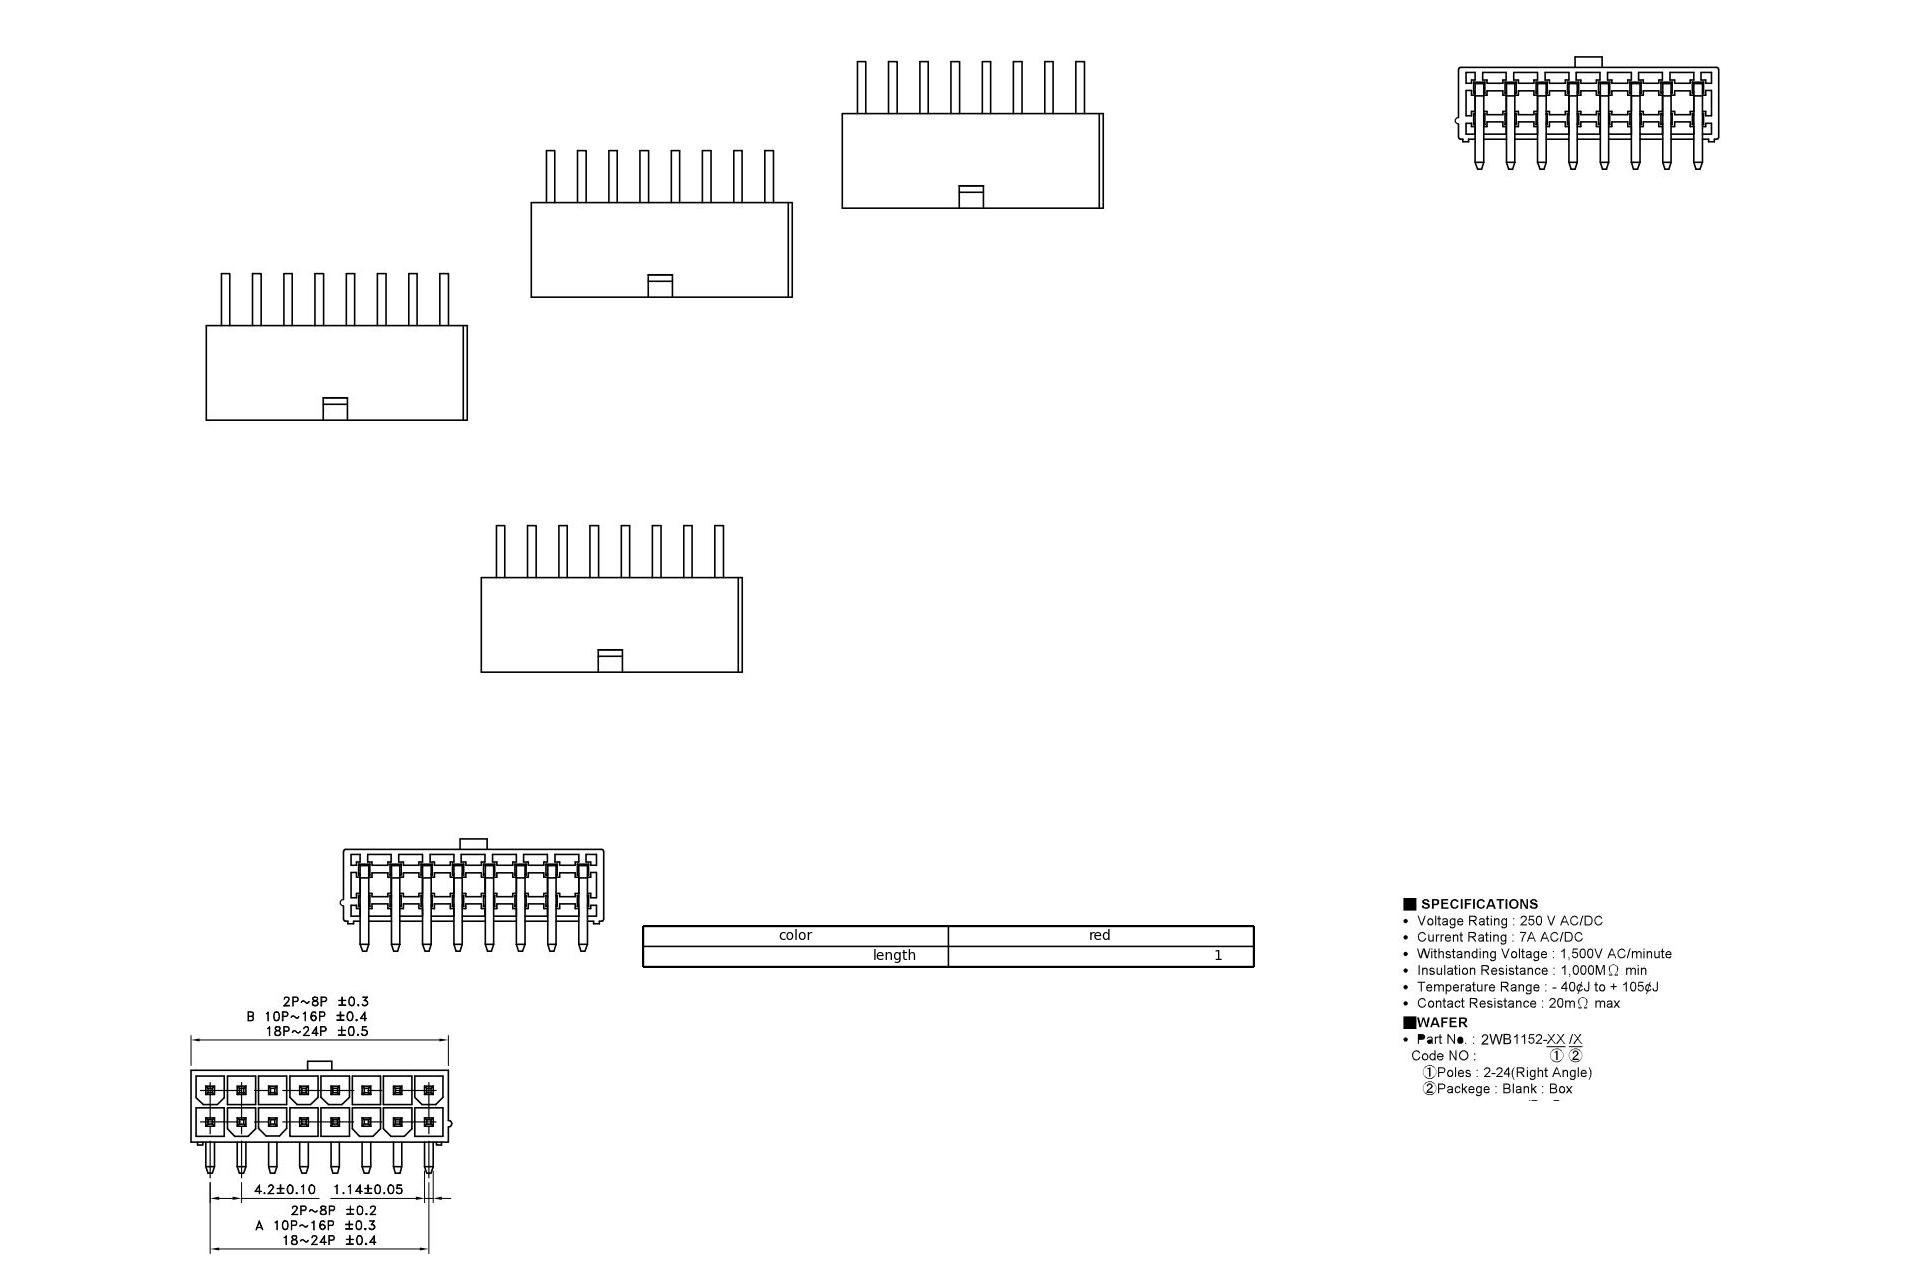 color red
length 1
■ SPECIFICATIONS
• Voltage Rating : 250 V AC/DC
• Current Rating : 7A AC/DC
• Withstanding Voltage : 1,500V AC/minute
• Insulation Resistance : 1,000MΩ min
• Temperature Range : - 40¢J to + 105¢J
• Contact Resistance : 20mΩ max
■WAFER
• Part No. : 2WB1152-XX /X
Code NO : ① ②
①Poles : 2-24(Right Angle)
②Packege : Blank : Box
2P~8P ±0.3
B 10P~16P ±0.4
18P~24P ±0.5
4.2±0.10 1.14±0.05
2P~8P ±0.2
A 10P~16P ±0.3
18~24P ±0.4